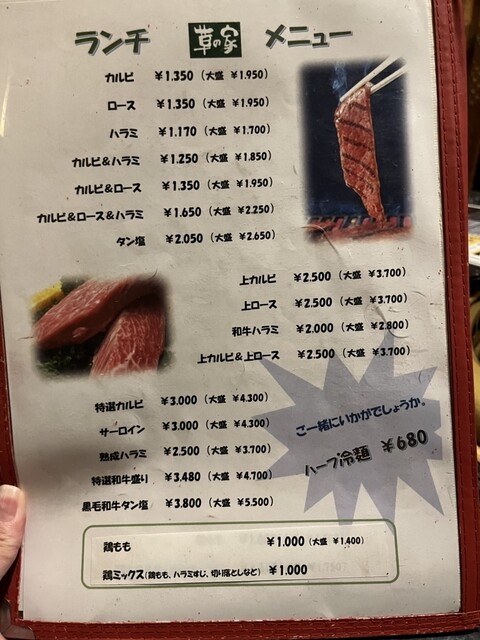 ランチ 草の家 メニュー
カルビ ¥1.350 (大盛 ¥1.950)
ロース ¥1.350 (大盛 ¥1.950)
ハラミ ¥1.170 (大盛 ¥1.700)
カルビ&ハラミ ¥1.250 (大盛 ¥1.850)
カルビ&ロース ¥1.350 (大盛 ¥1.950)
カルビ&ロース&ハラミ ¥1.650 (大盛 ¥2.250)
タン塩 ¥2.050 (大盛 ¥2.650)
上カルビ ¥2.500 (大盛 ¥3.700)
上ロース ¥2.500 (大盛 ¥3.700)
和牛ハラミ ¥2.000 (大盛 ¥2.800)
上カルビ&上ロース ¥2.500 (大盛 ¥3.700)
特選カルビ ¥3.000 (大盛 ¥4.300)
サーロイン ¥3.000 (大盛 ¥4.300)
熟成ハラミ ¥2.500 (大盛 ¥3.700)
特選和牛盛り ¥3.480 (大盛 ¥4.700)
黒毛和牛タン塩 ¥3.800 (大盛 ¥5.500)
ご一緒にいかがでしょうか。
ハーフ冷麺 ¥680
鶏もも ¥1.000 (大盛 ¥1.400)
鶏ミックス(鶏もも、ハラミすじ、切り落としなど) ¥1.000